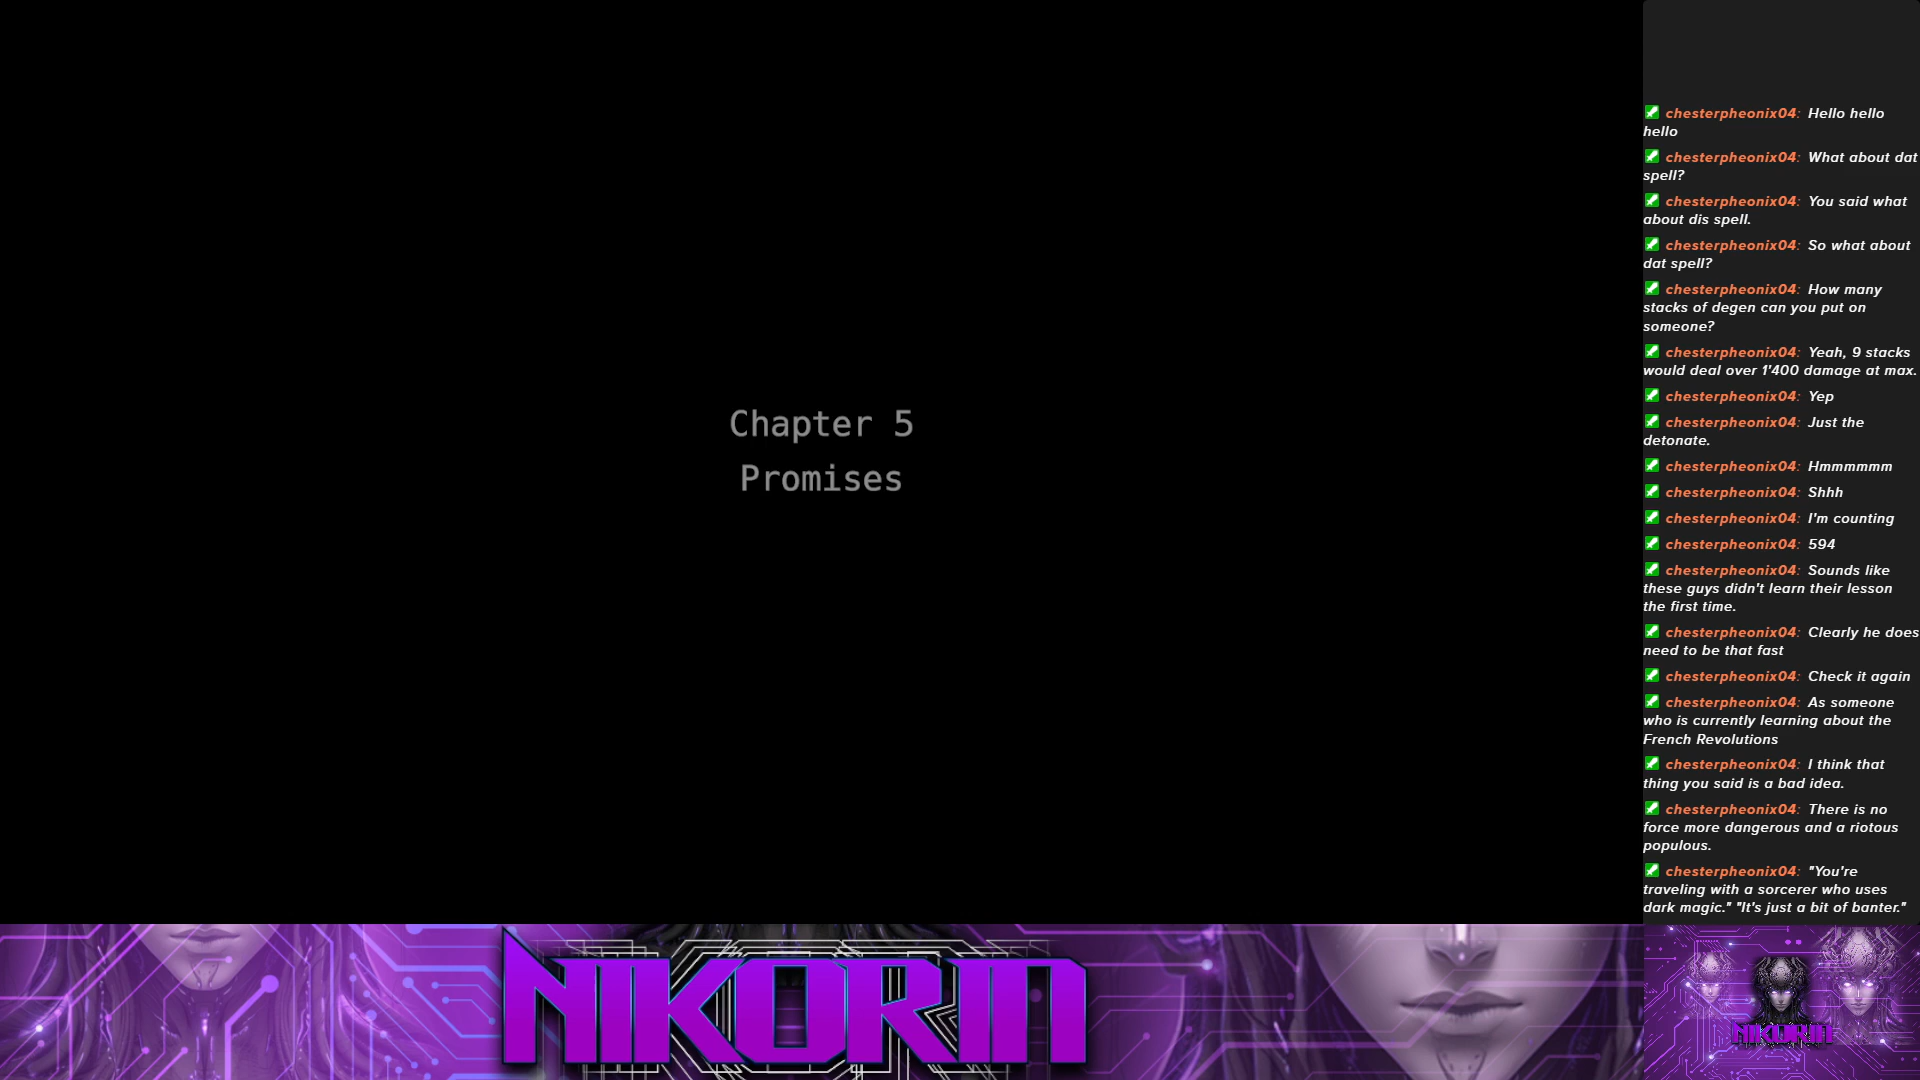 Chapter 5
Promises
chesterpheonix04: Hello hello
hello
chesterpheonix04: What about dat
spell?
chesterpheonix04: You said what
about dis spell.
chesterpheonix04: So what about
dat spell?
chesterpheonix04: How many
stacks of degen can you put on
someone?
chesterpheonix04: Yeah, 9 stacks
would deal over 1'400 damage at max.
chesterpheonix04: Yep
chesterpheonix04: Just the
detonate.
chesterpheonix04: Hmmmmmm
chesterpheonix04: Shhh
chesterpheonix04: I'm counting
chesterpheonix04: 594
chesterpheonix04: Sounds like
these guys didn't learn their lesson
the first time.
chesterpheonix04: Clearly he does
need to be that fast
chesterpheonix04: Check it again
chesterpheonix04: As someone
who is currently learning about the
French Revolutions
chesterpheonix04: I think that
thing you said is a bad idea.
chesterpheonix04: There is no
force more dangerous and a riotous
populous.
chesterpheonix04: "You're
traveling with a sorcerer who uses
dark magic." "It's just a bit of banter."
NIKORIN
NIKORIN